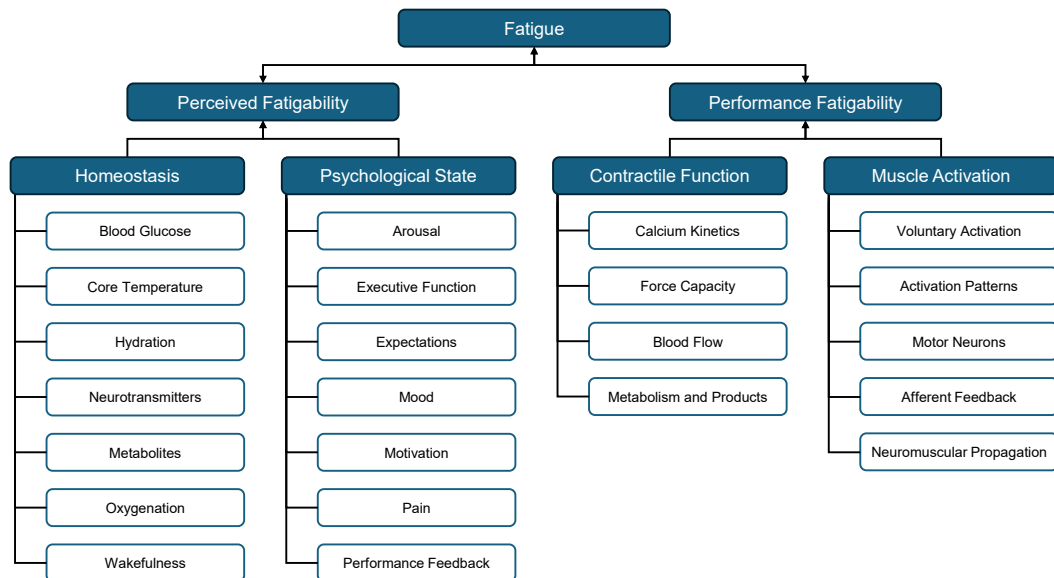 Fatigue
Perceived Fatigability
Performance Fatigability
Homeostasis
Psychological State
Contractile Function
Muscle Activation
Blood Glucose
Arousal
Calcium Kinetics
Voluntary Activation
Core Temperature
Executive Function
Force Capacity
Activation Patterns
Hydration
Expectations
Blood Flow
Motor Neurons
Neurotransmitters
Mood
Metabolism and Products
Afferent Feedback
Metabolites
Motivation
Neuromuscular Propagation
Oxygenation
Pain
Wakefulness
Performance Feedback